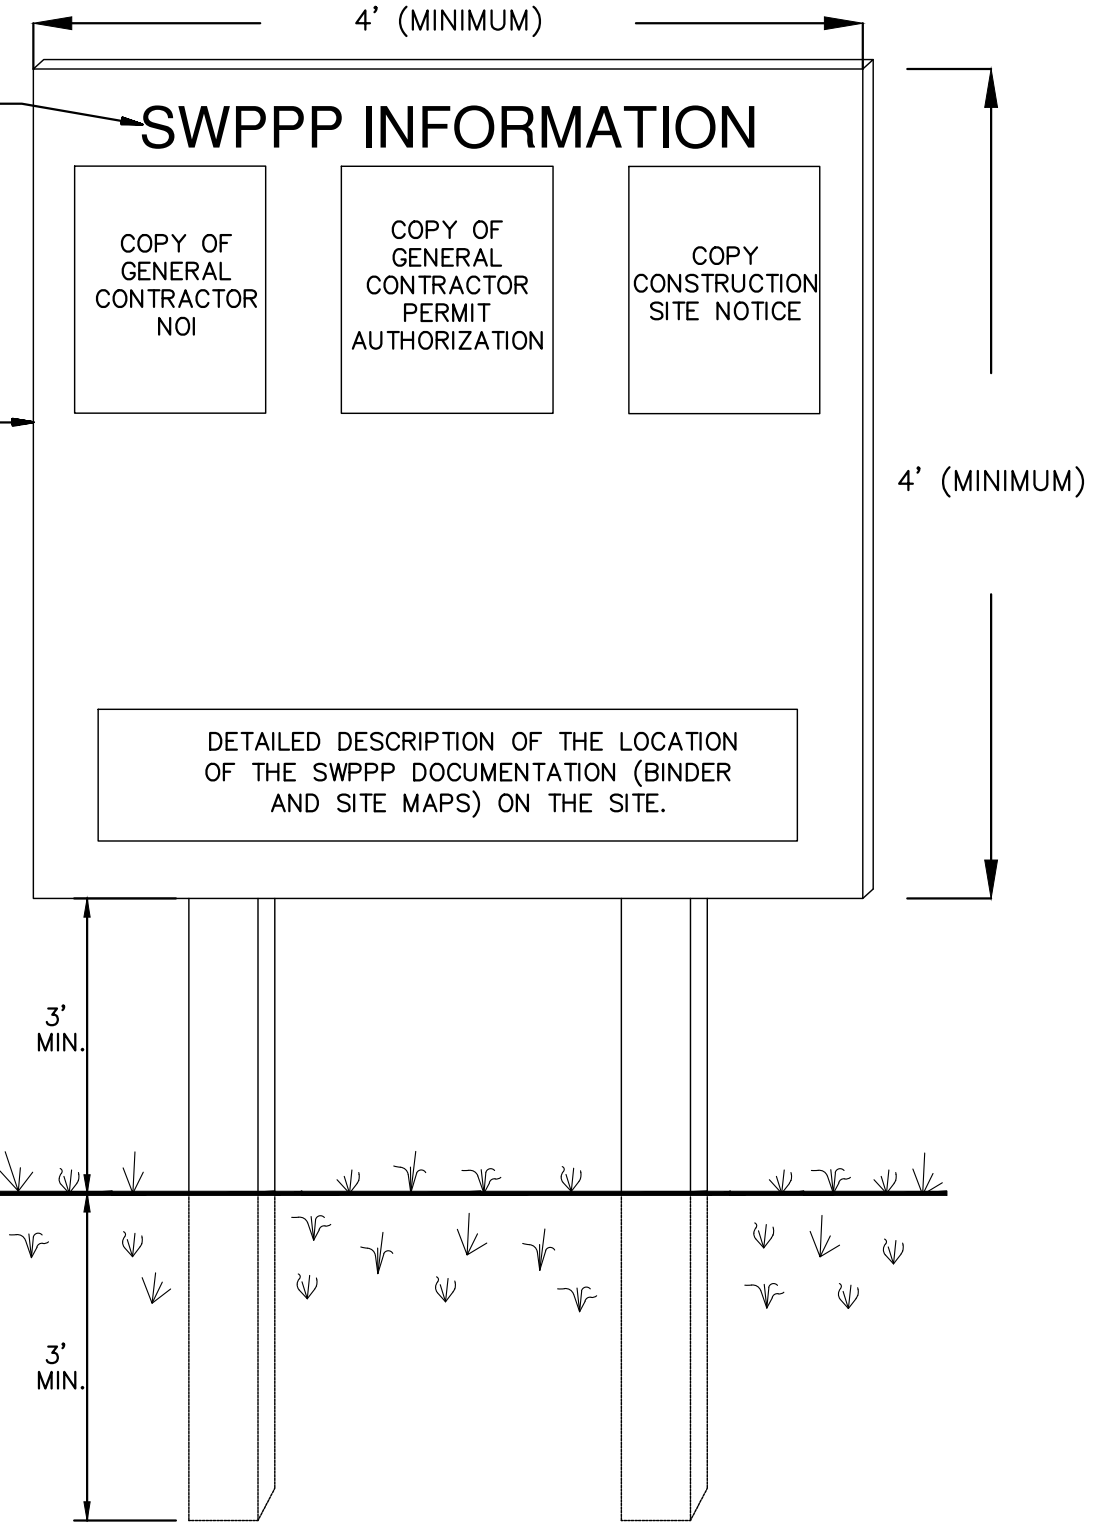 4' (MINIMUM)
SWPPP INFORMATION
COPY OF
GENERAL
CONTRACTOR
NOI
COPY OF
GENERAL
CONTRACTOR
PERMIT
AUTHORIZATION
COPY
CONSTRUCTION
SITE NOTICE
4' (MINIMUM)
DETAILED DESCRIPTION OF THE LOCATION
OF THE SWPPP DOCUMENTATION (BINDER
AND SITE MAPS) ON THE SITE.
3'
MIN.
3'
MIN.